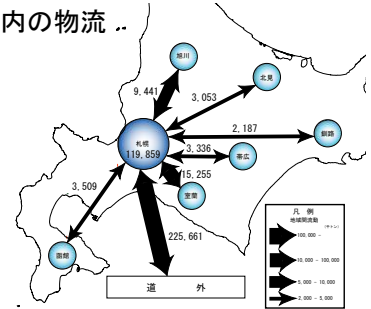 内の物流
旭川
北見
9,441
3,053
札幌
119,859
2,187
釧路
3,336
帯広
15,255
室蘭
3,509
225,661
函館
道 外
凡 例
地域間流動
(千トン)
100,000 -
10,000 - 100,000
5,000 - 10,000
2,000 - 5,000